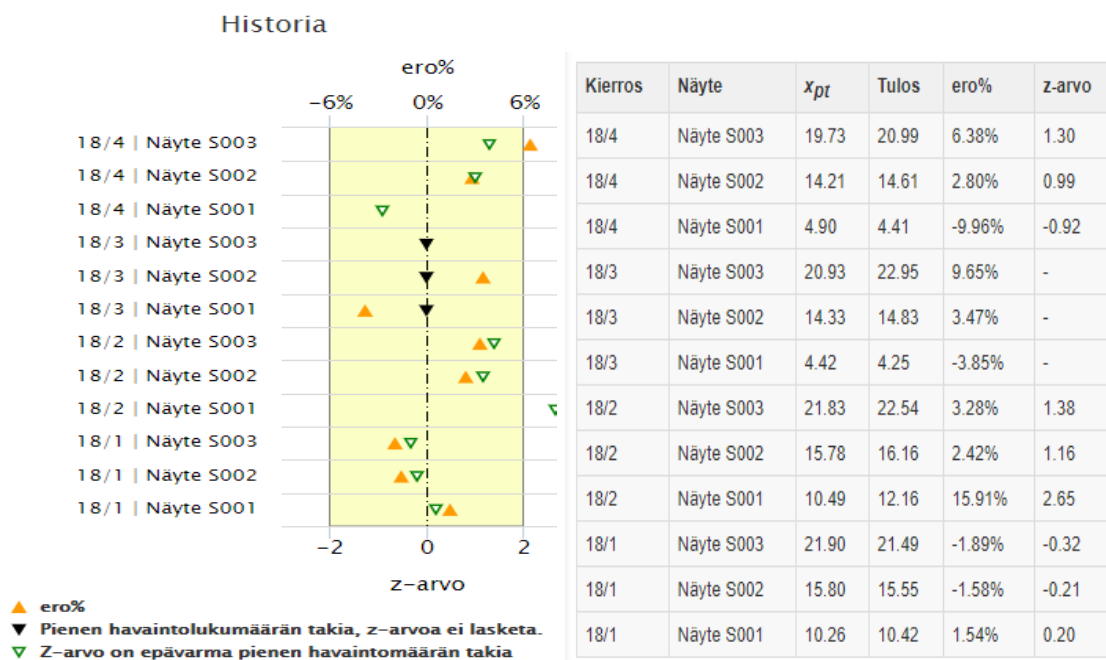 Historia
ero%
−6% 0% 6%
18/4 | Näyte S003
18/4 | Näyte S002
18/4 | Näyte S001
18/3 | Näyte S003
18/3 | Näyte S002
18/3 | Näyte S001
18/2 | Näyte S003
18/2 | Näyte S002
18/2 | Näyte S001
18/1 | Näyte S003
18/1 | Näyte S002
18/1 | Näyte S001
−2 0 2
z−arvo
ero%
Pienen havaintolukumäärän takia, z−arvoa ei lasketa.
Z−arvo on epävarma pienen havaintomäärän takia
Kierros Näyte xpt Tulos ero% z-arvo
18/4 Näyte S003 19.73 20.99 6.38% 1.30
18/4 Näyte S002 14.21 14.61 2.80% 0.99
18/4 Näyte S001 4.90 4.41 -9.96% -0.92
18/3 Näyte S003 20.93 22.95 9.65% -
18/3 Näyte S002 14.33 14.83 3.47% -
18/3 Näyte S001 4.42 4.25 -3.85% -
18/2 Näyte S003 21.83 22.54 3.28% 1.38
18/2 Näyte S002 15.78 16.16 2.42% 1.16
18/2 Näyte S001 10.49 12.16 15.91% 2.65
18/1 Näyte S003 21.90 21.49 -1.89% -0.32
18/1 Näyte S002 15.80 15.55 -1.58% -0.21
18/1 Näyte S001 10.26 10.42 1.54% 0.20